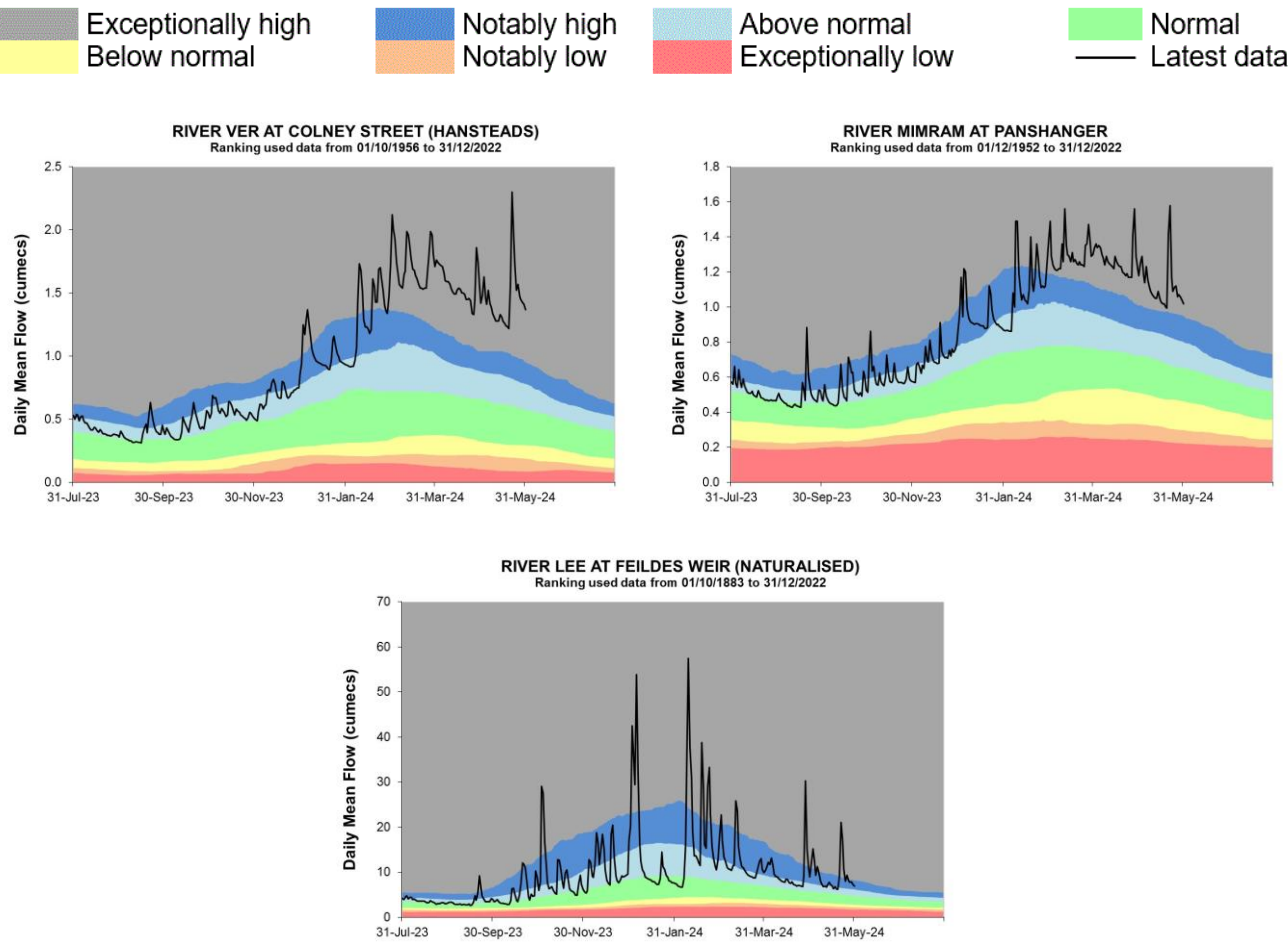 Exceptionally high Notably high Above normal Normal
Below normal Notably low Exceptionally low Latest data
RIVER VER AT COLNEY STREET (HANSTEADS)
Ranking used data from 01/10/1956 to 31/12/2022
Daily Mean Flow (cumecs)
2.5
2.0
1.5
1.0
0.5
0.0
31-Jul-23 30-Sep-23 30-Nov-23 31-Jan-24 31-Mar-24 31-May-24
RIVER MIMRAM AT PANSHANGER
Ranking used data from 01/12/1952 to 31/12/2022
Daily Mean Flow (cumecs)
1.8
1.6
1.4
1.2
1.0
0.8
0.6
0.4
0.2
0.0
31-Jul-23 30-Sep-23 30-Nov-23 31-Jan-24 31-Mar-24 31-May-24
RIVER LEE AT FEILDES WEIR (NATURALISED)
Ranking used data from 01/10/1883 to 31/12/2022
Daily Mean Flow (cumecs)
70
60
50
40
30
20
10
0
31-Jul-23 30-Sep-23 30-Nov-23 31-Jan-24 31-Mar-24 31-May-24